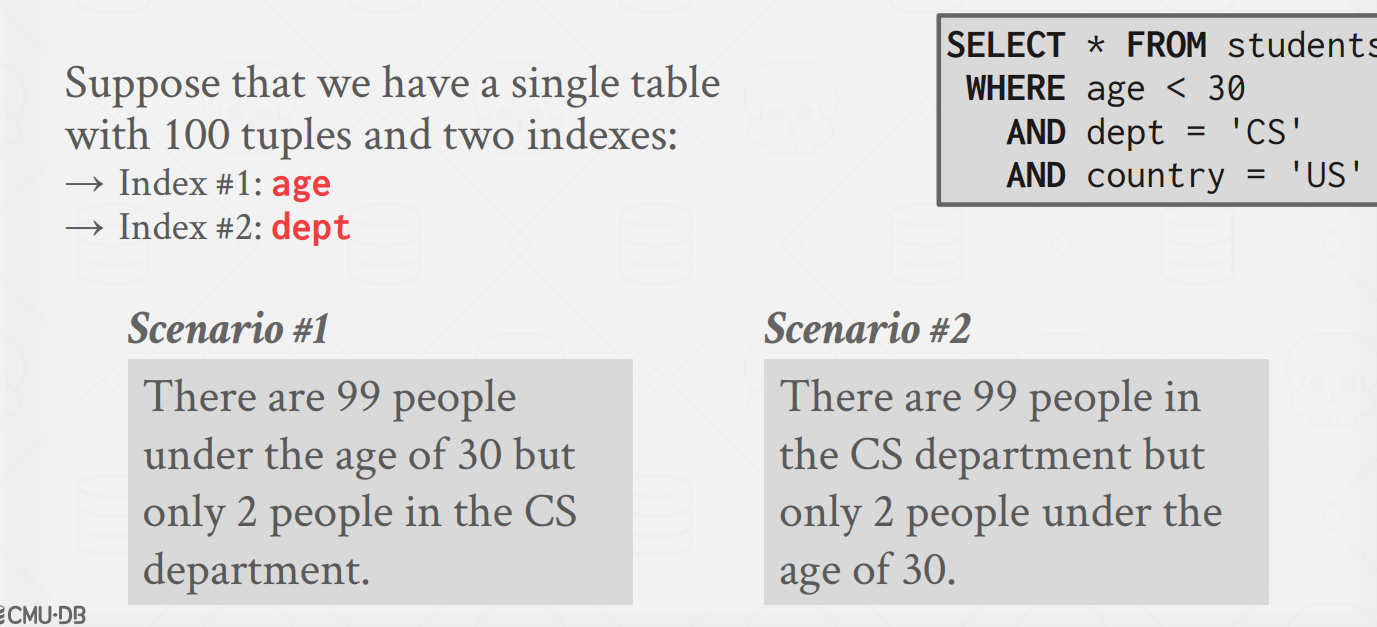 Suppose that we have a single table
with 100 tuples and two indexes:
→ Index #1: age
→ Index #2: dept
SELECT * FROM students
WHERE age < 30
AND dept = 'CS'
AND country = 'US'
Scenario #1
There are 99 people
under the age of 30 but
only 2 people in the CS
department.
Scenario #2
There are 99 people in
the CS department but
only 2 people under the
age of 30.
CMU·DB